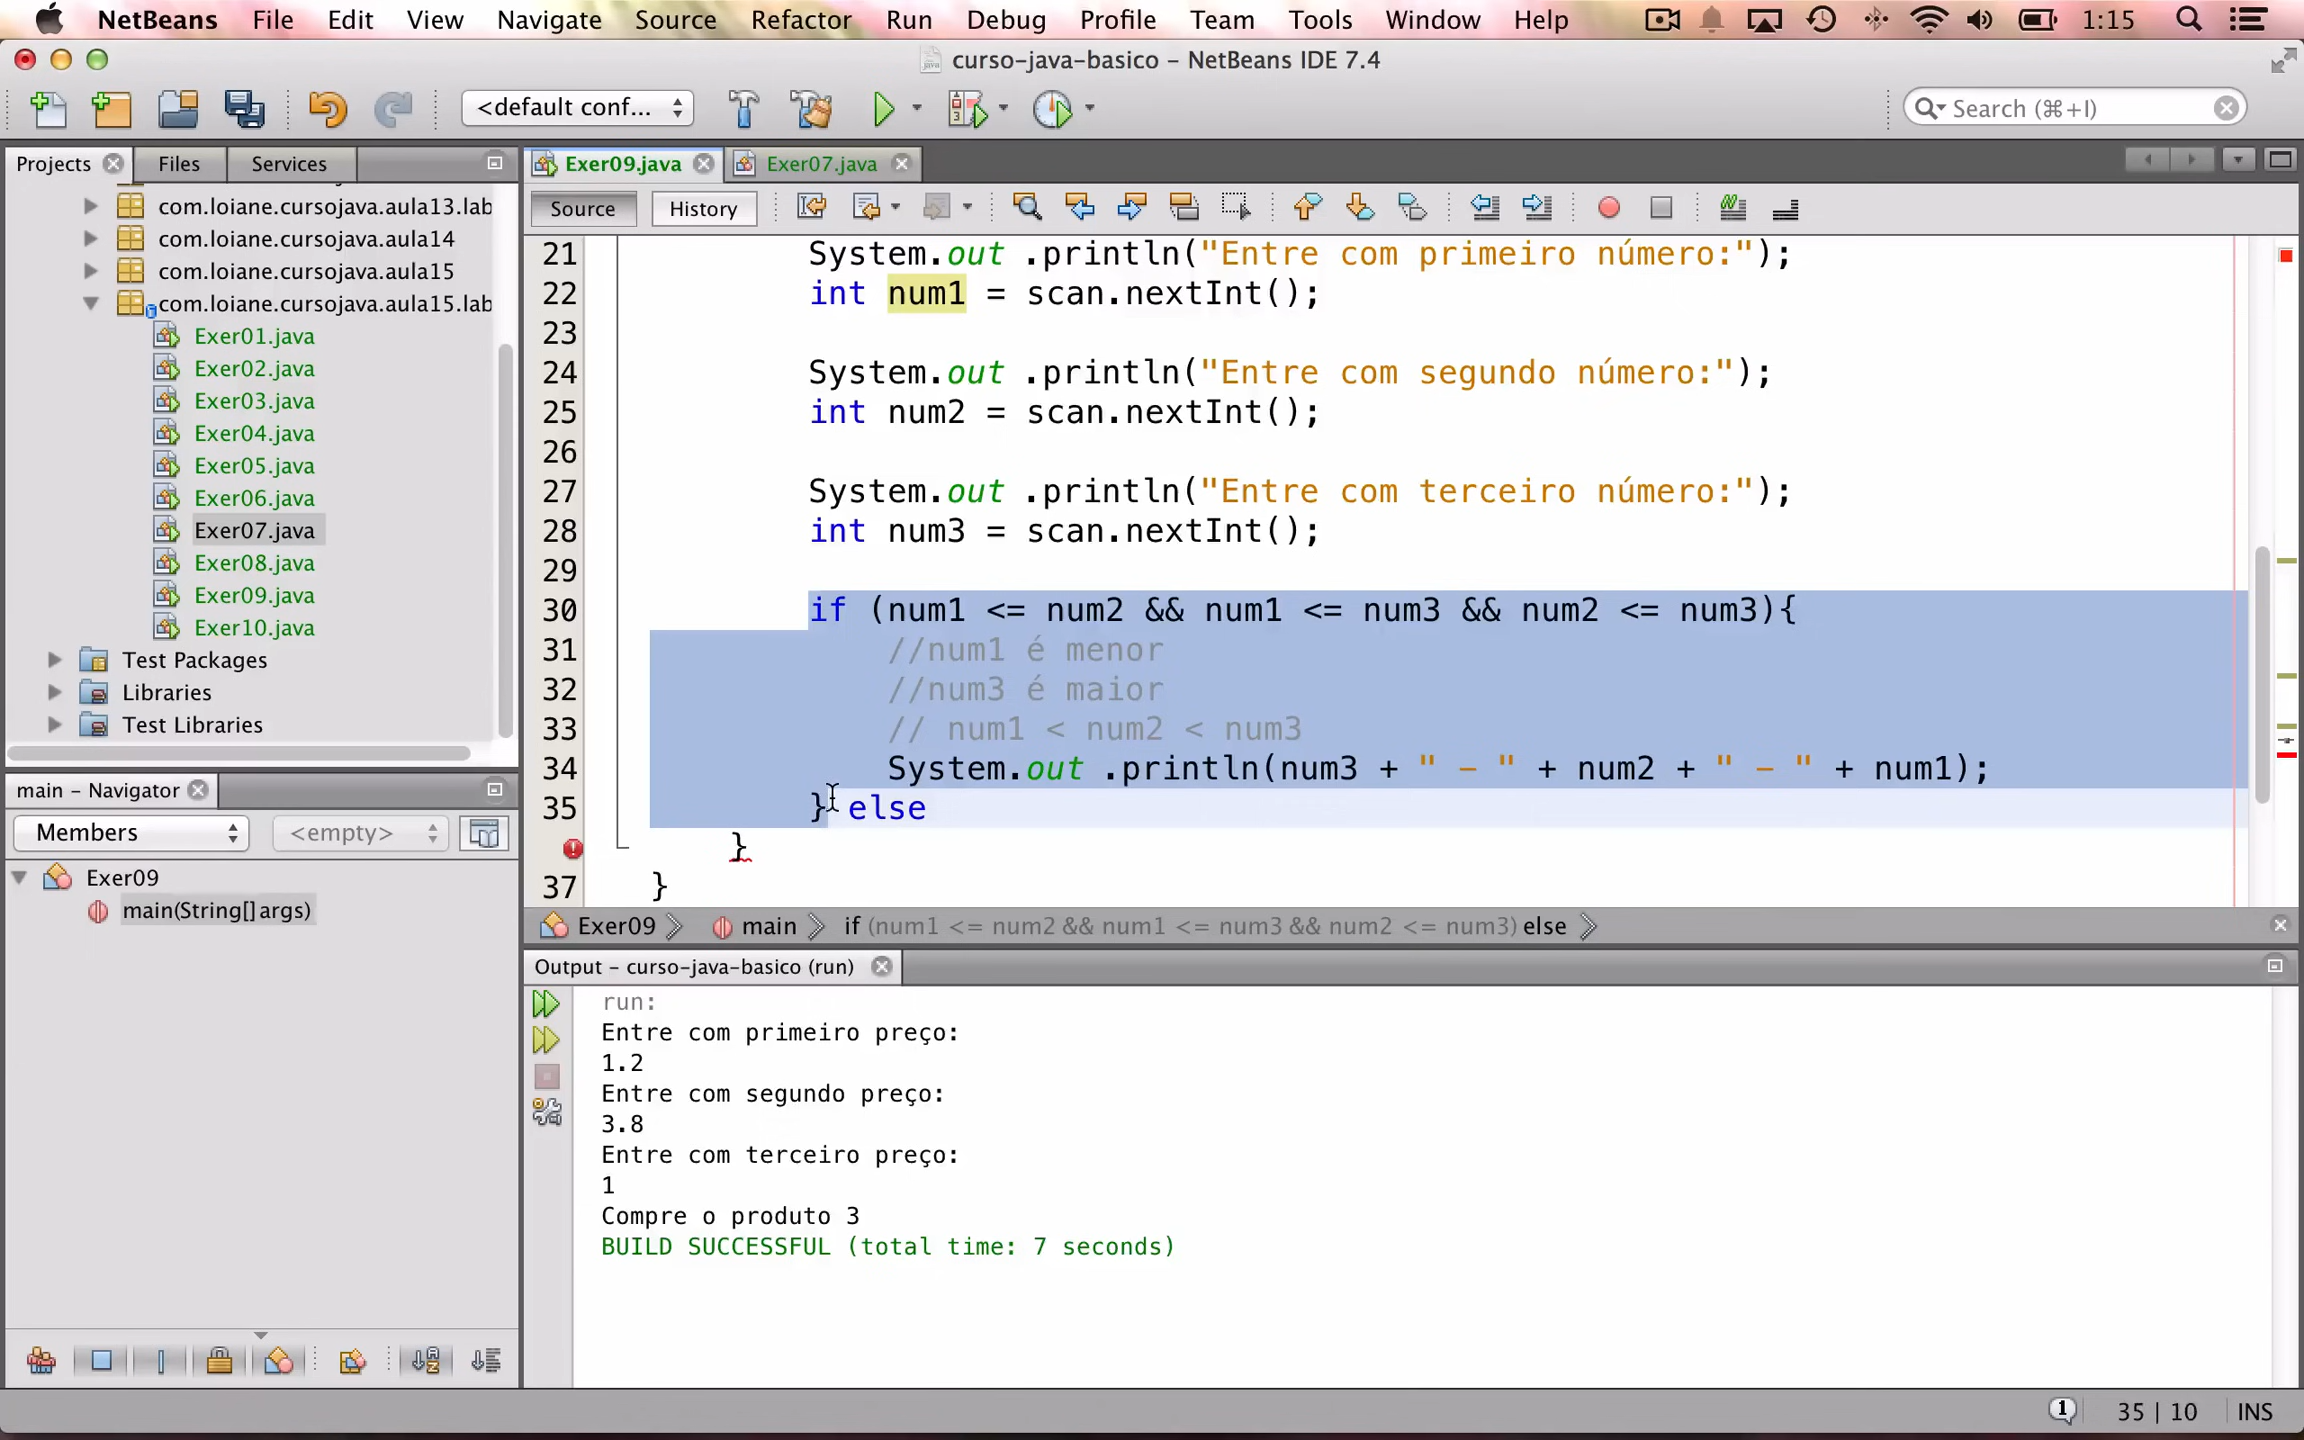 NetBeans File Edit View Navigate Source Refactor Run Debug Profile Team Tools Window Help 1:15
curso-java-basico – NetBeans IDE 7.4
<default conf... Search (⌘+I)
Projects Files Services
Exer09.java Exer07.java
Source History
com.loiane.cursojava.aula13.lab
com.loiane.cursojava.aula14
com.loiane.cursojava.aula15
com.loiane.cursojava.aula15.lab
Exer01.java
Exer02.java
Exer03.java
Exer04.java
Exer05.java
Exer06.java
Exer07.java
Exer08.java
Exer09.java
Exer10.java
Test Packages
Libraries
Test Libraries
main – Navigator
Members <empty>
Exer09
main(String[] args)
21 System.out .println("Entre com primeiro número:");
22 int num1 = scan.nextInt();
23
24 System.out .println("Entre com segundo número:");
25 int num2 = scan.nextInt();
26
27 System.out .println("Entre com terceiro número:");
28 int num3 = scan.nextInt();
29
30 if (num1 <= num2 && num1 <= num3 && num2 <= num3){
31 //num1 é menor
32 //num3 é maior
33 // num1 < num2 < num3
34 System.out .println(num3 + " - " + num2 + " - " + num1);
35 } else
}
37 }
Exer09 main if (num1 <= num2 && num1 <= num3 && num2 <= num3) else
Output – curso-java-basico (run)
run:
Entre com primeiro preço:
1.2
Entre com segundo preço:
3.8
Entre com terceiro preço:
1
Compre o produto 3
BUILD SUCCESSFUL (total time: 7 seconds)
1 35 | 10 INS